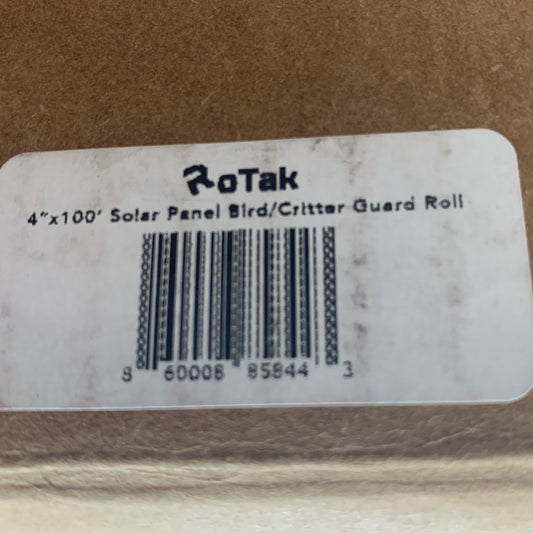 RoTak
4"x100' Solar Panel Bird/Critter Guard Roll
8 60008 85844 3